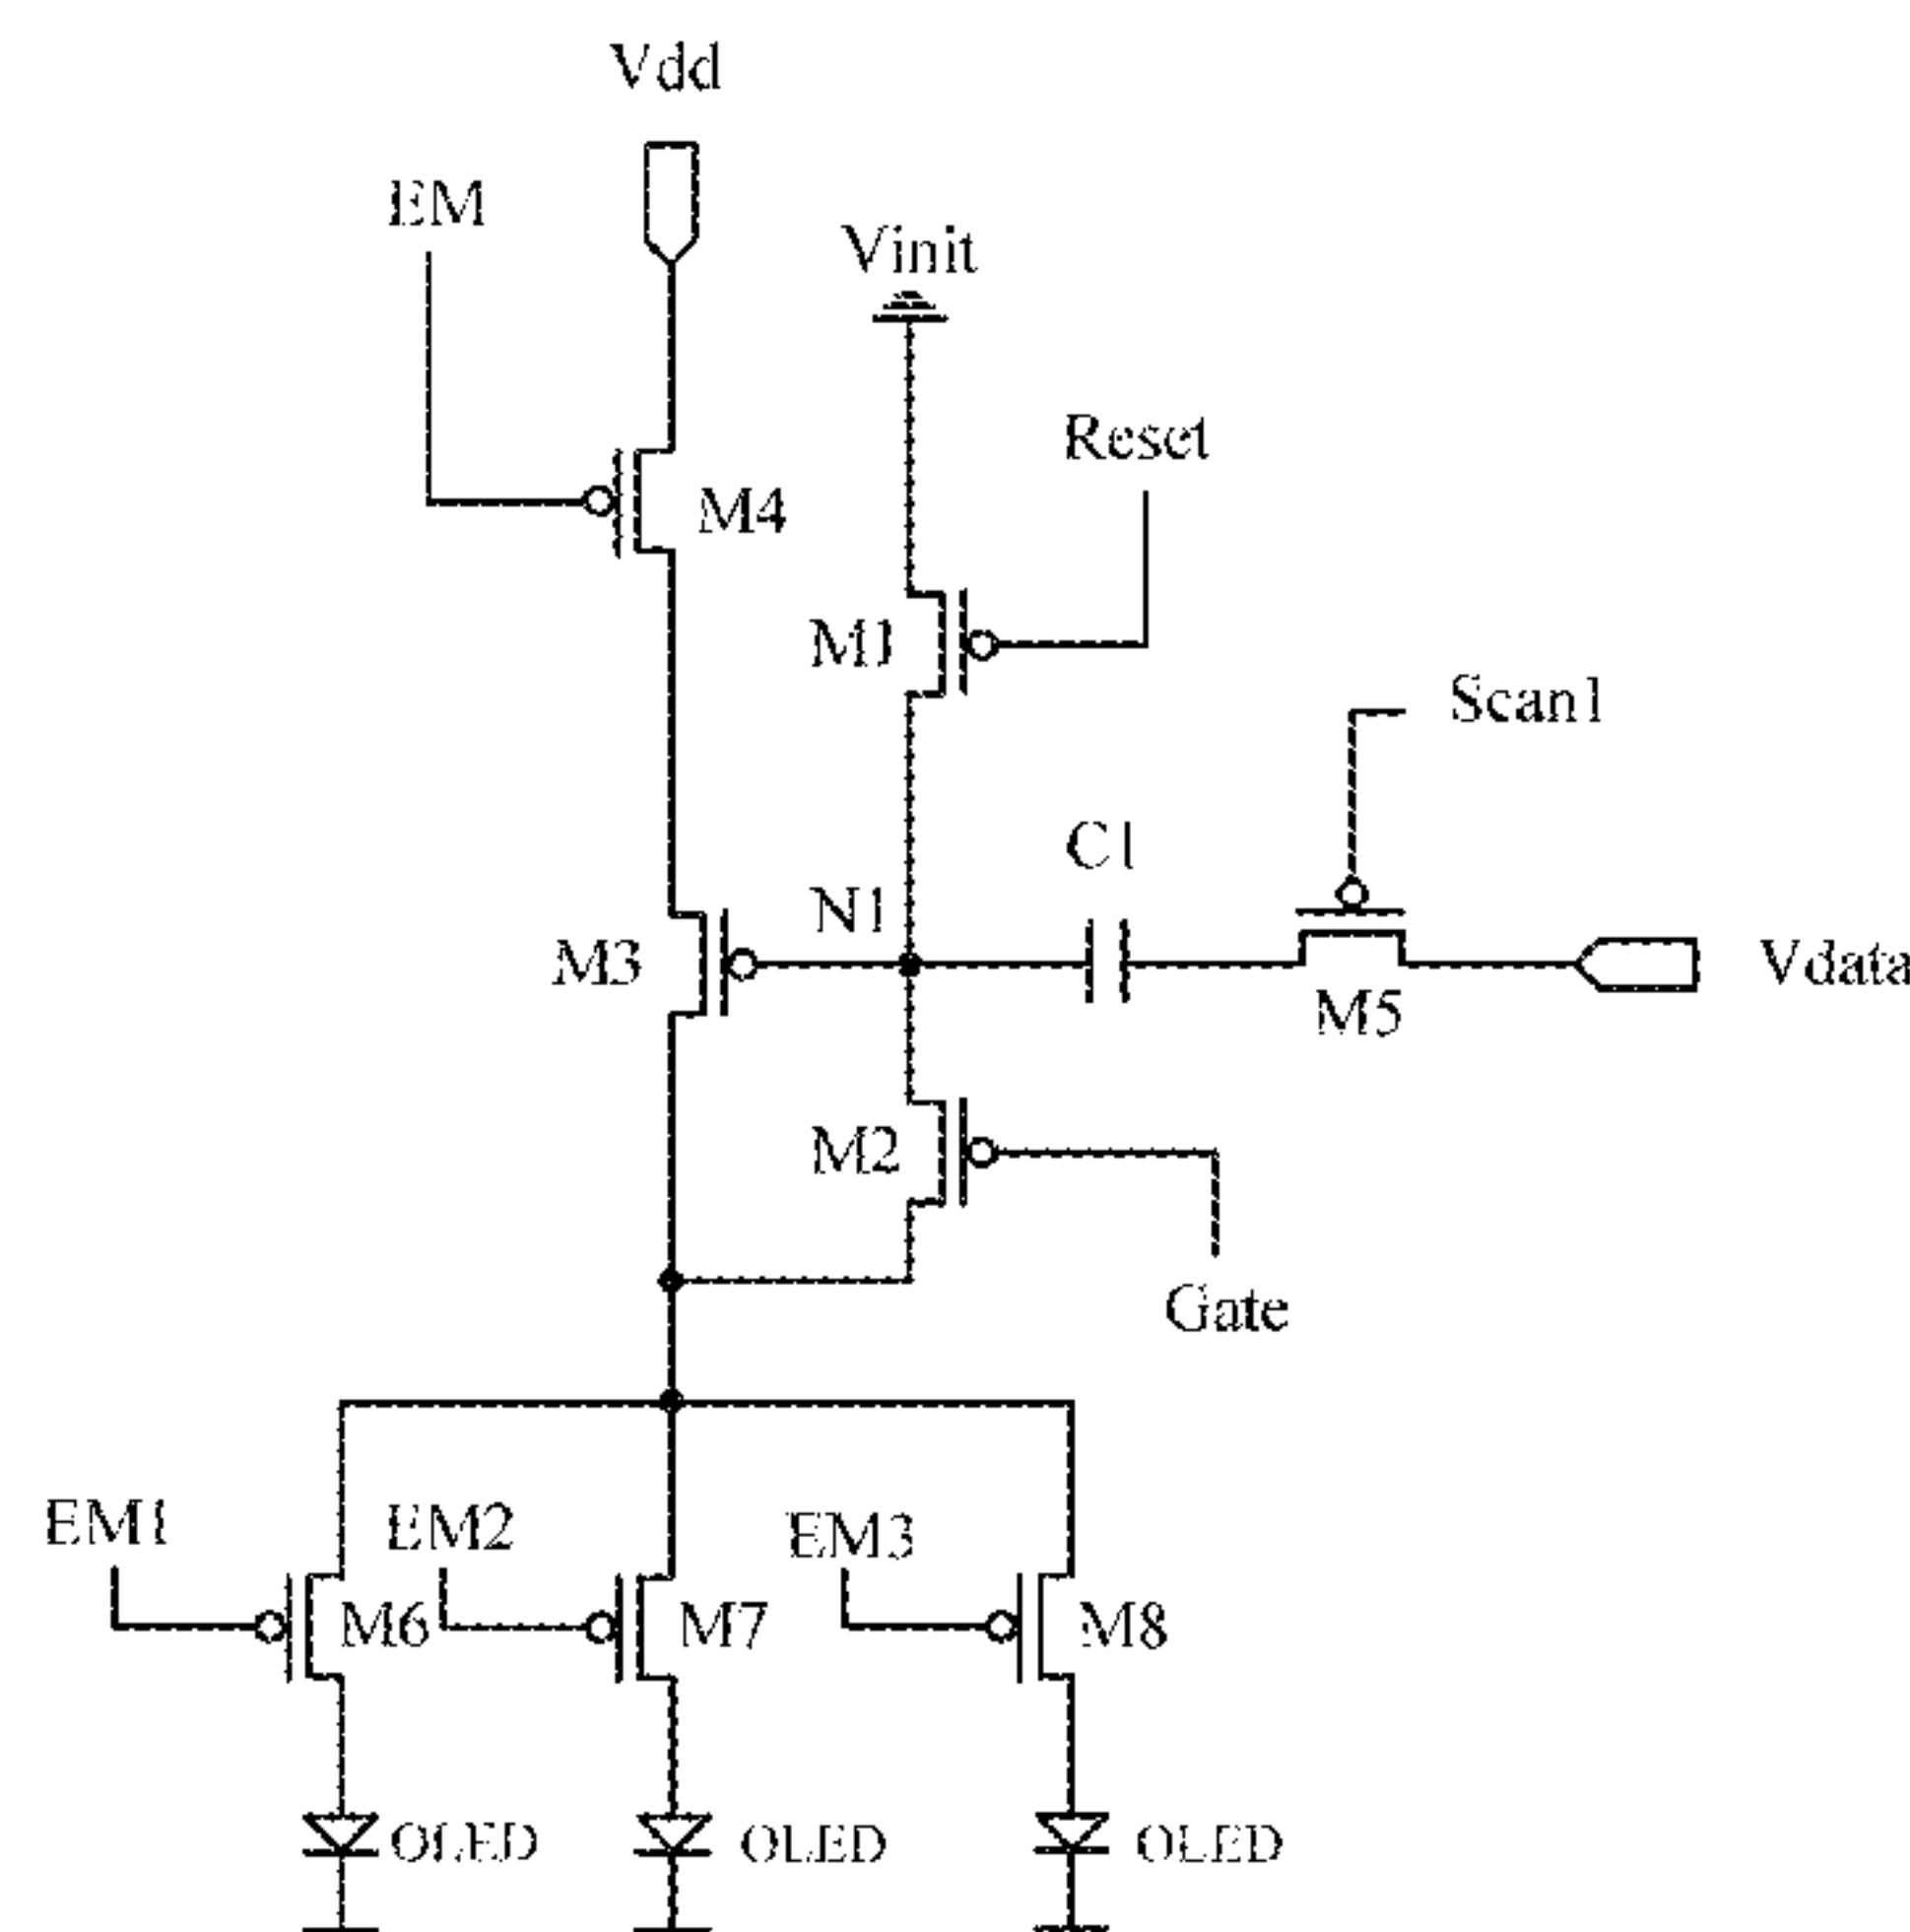 Vdd
EM
Vinit
Reset
M4
M1
Scan1
C1
N1
M3
Vdata
M5
M2
Gate
EM1
EM2
EM3
M6
M7
M8
OLED
OLED
OLED